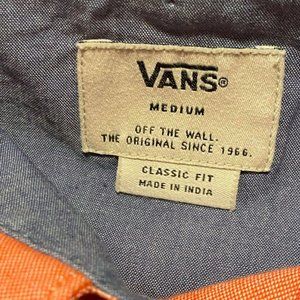 VANS®
MEDIUM
OFF THE WALL.
THE ORIGINAL SINCE 1966.
CLASSIC FIT
MADE IN INDIA